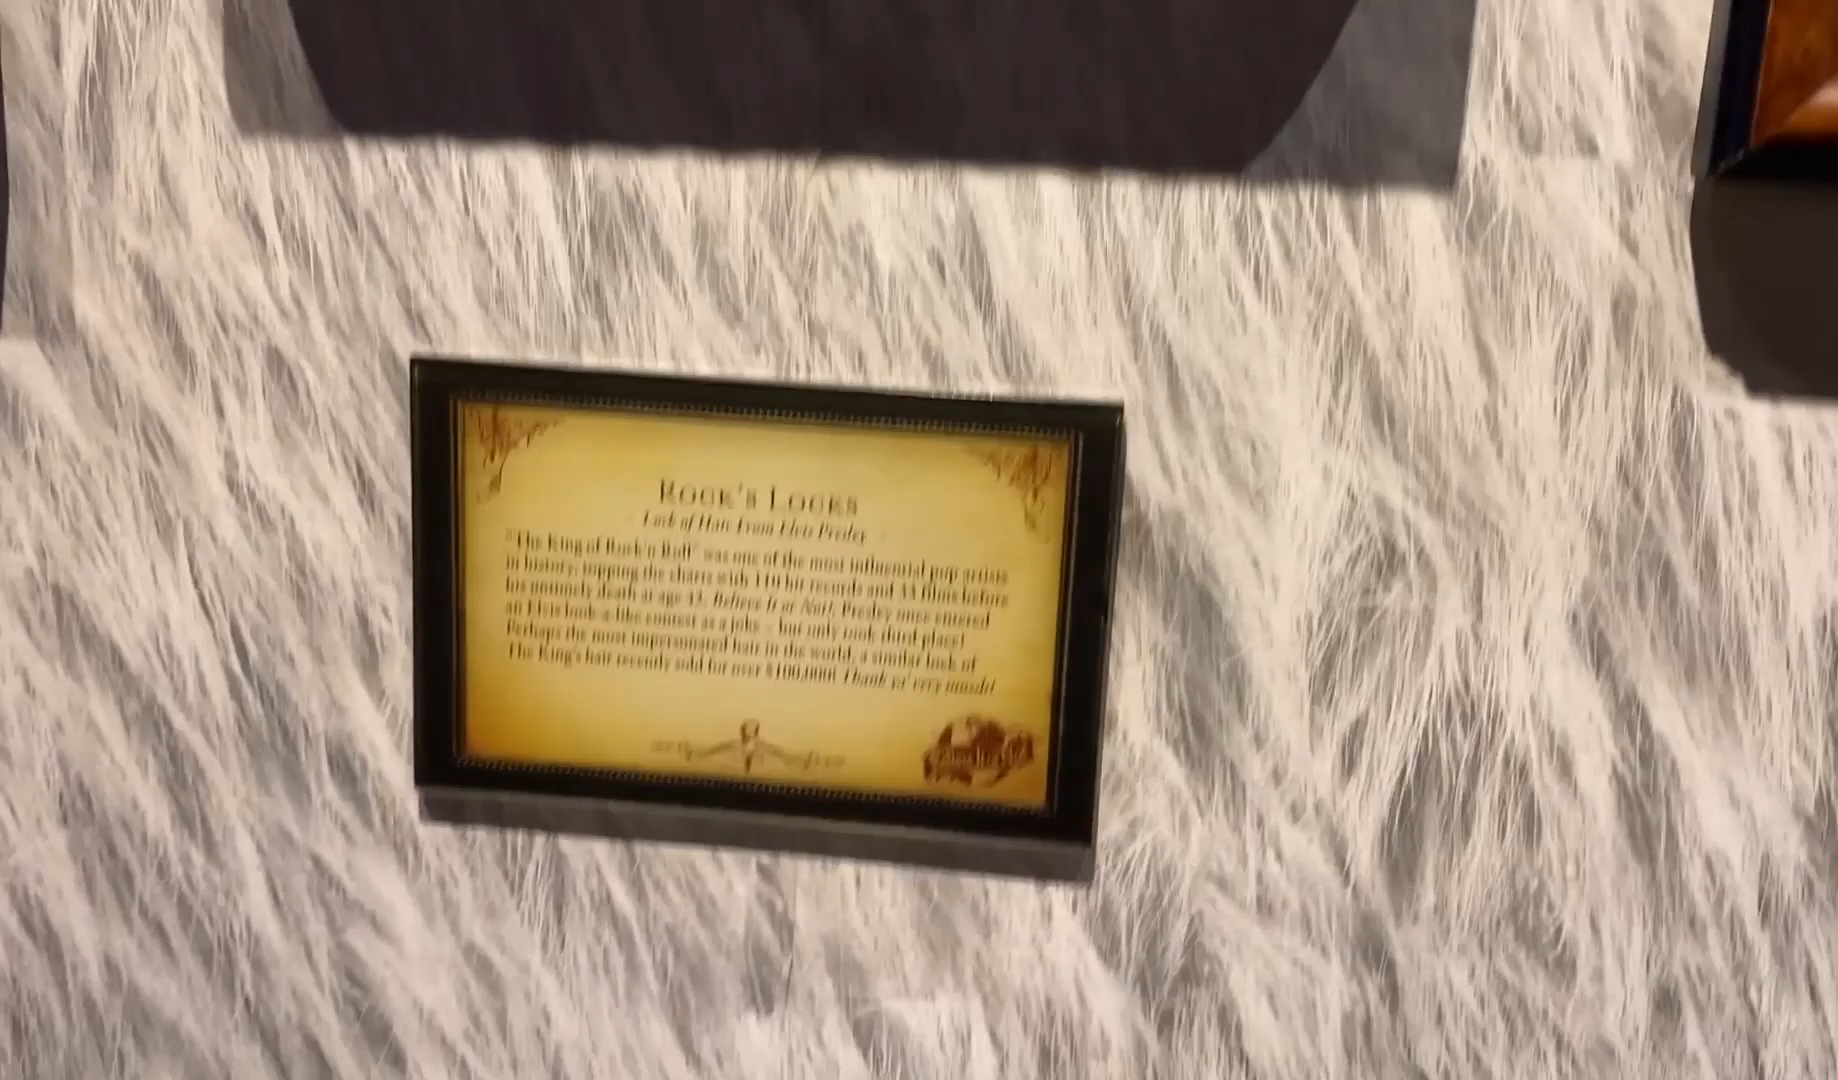 ROCK'S LOCKS
Lock of Hair From Elvis Presley
"The King of Rock'n Roll" was one of the most influential pop artists
in history, topping the charts with 110 hit records and 33 films before
his untimely death at age 42. Believe It or Not!, Presley once entered
an Elvis look-a-like contest as a joke – but only took third place!
Perhaps the most impersonated hair in the world, a similar lock of
The King's hair recently sold for over $100,000! Thank ya' very much!